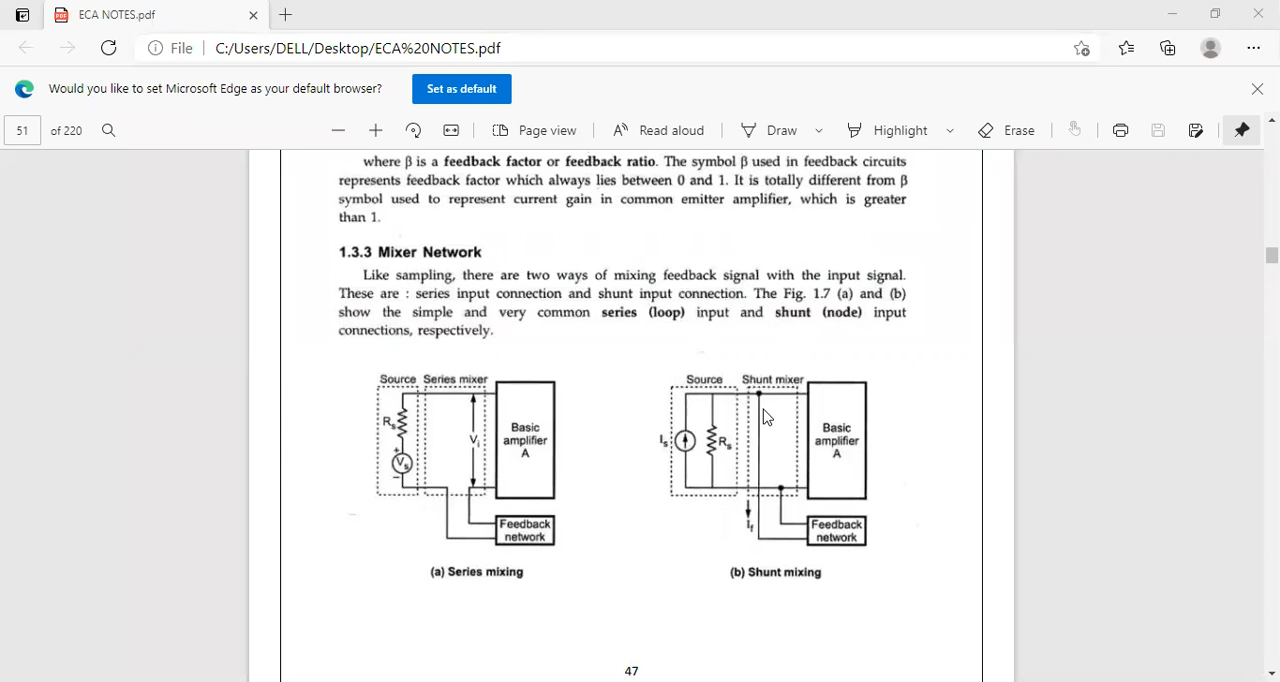 ECA NOTES.pdf
File
C:/Users/DELL/Desktop/ECA%20NOTES.pdf
Would you like to set Microsoft Edge as your default browser?
Set as default
51 of 220
Page view
Read aloud
Draw
Highlight
Erase
where β is a feedback factor or feedback ratio. The symbol β used in feedback circuits
represents feedback factor which always lies between 0 and 1. It is totally different from β
symbol used to represent current gain in common emitter amplifier, which is greater
than 1.
1.3.3 Mixer Network
Like sampling, there are two ways of mixing feedback signal with the input signal.
These are : series input connection and shunt input connection. The Fig. 1.7 (a) and (b)
show the simple and very common series (loop) input and shunt (node) input
connections, respectively.
Source Series mixer
Rs
+
Vs
−
Vi
Basic
amplifier
A
Feedback
network
(a) Series mixing
Source Shunt mixer
Is
Rs
If
Basic
amplifier
A
Feedback
network
(b) Shunt mixing
47